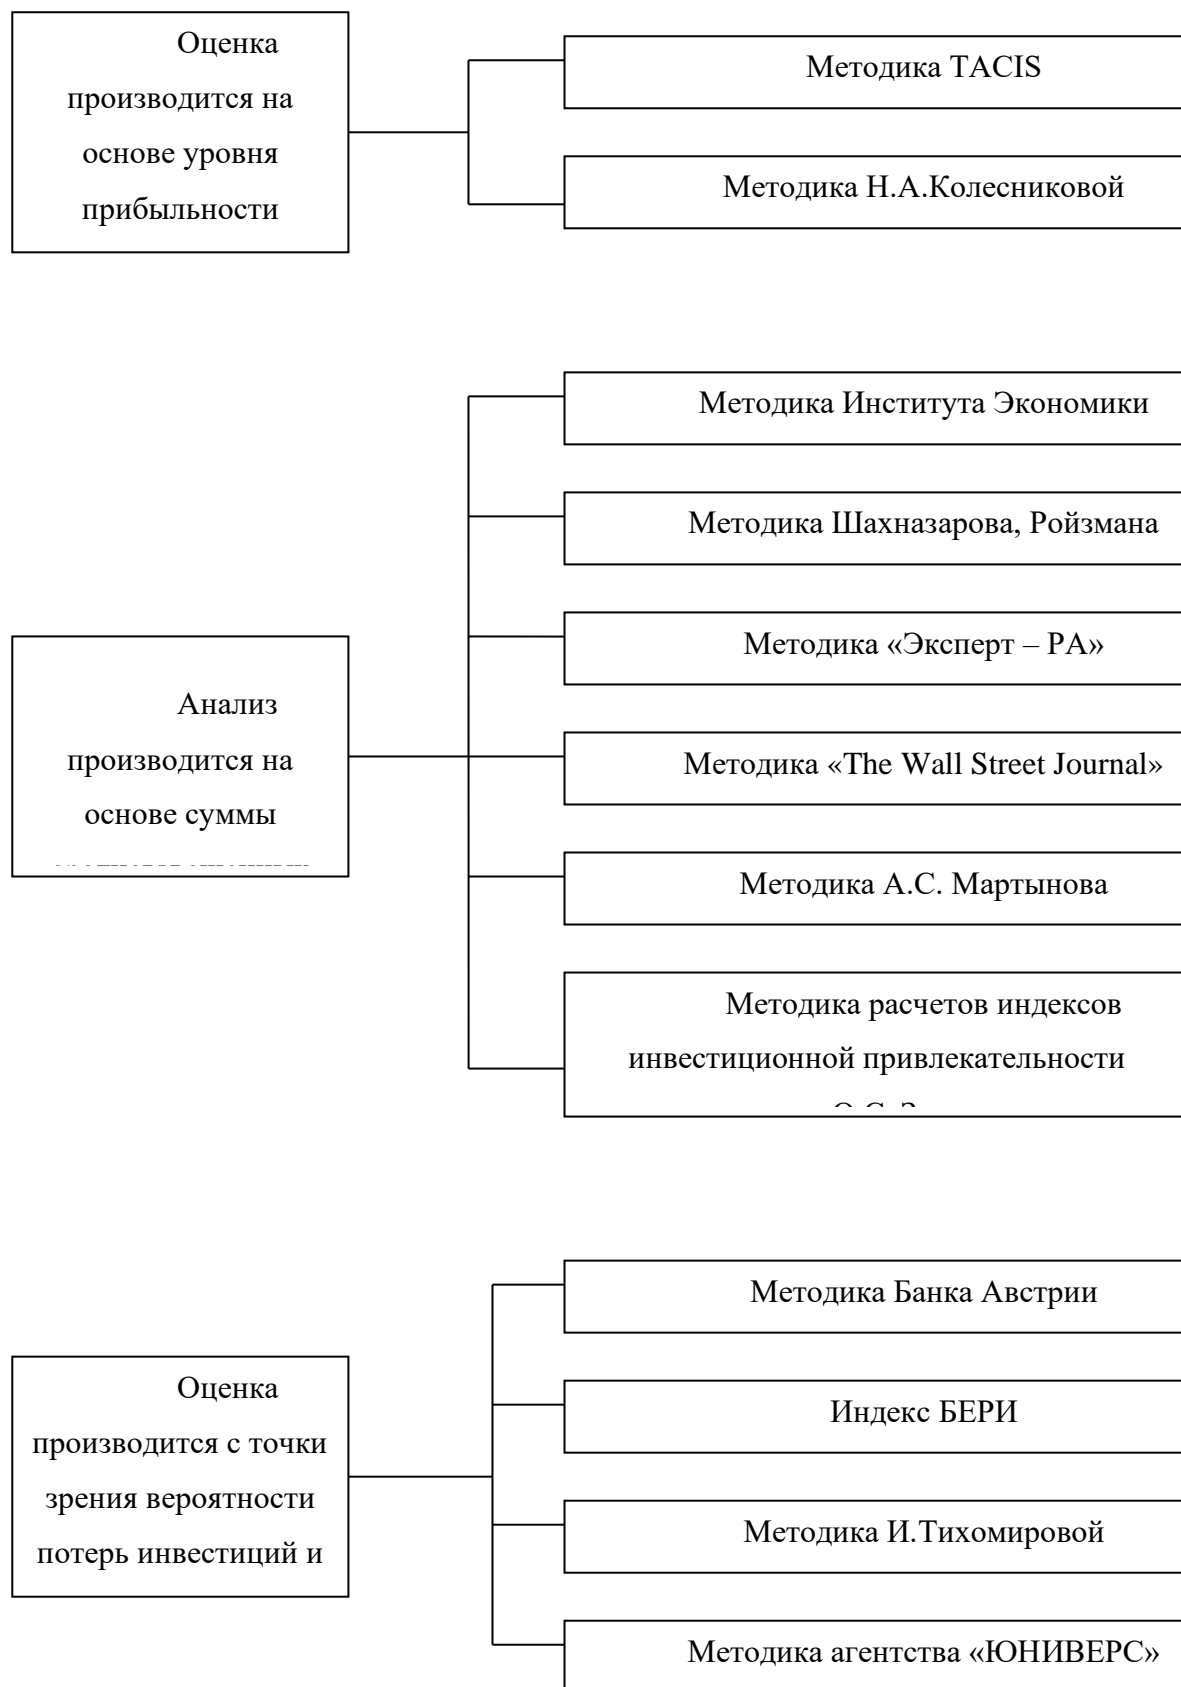 Оценка
производится на
основе уровня
прибыльности
Методика TACIS
Методика Н.А.Колесниковой
Анализ
производится на
основе суммы
Методика Института Экономики
Методика Шахназарова, Ройзмана
Методика «Эксперт – РА»
Методика «The Wall Street Journal»
Методика А.С. Мартынова
Методика расчетов индексов
инвестиционной привлекательности
Оценка
производится с точки
зрения вероятности
потерь инвестиций и
Методика Банка Австрии
Индекс БЕРИ
Методика И.Тихомировой
Методика агентства «ЮНИВЕРС»